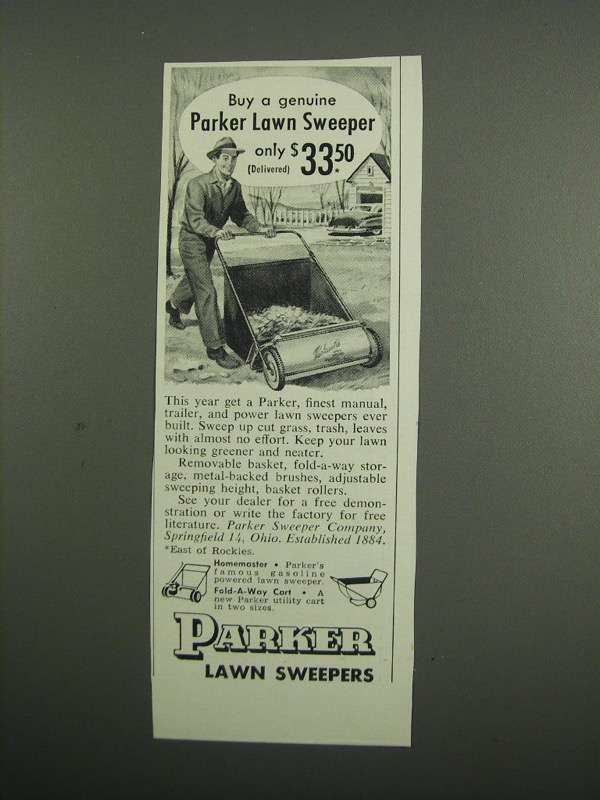 Buy a genuine
Parker Lawn Sweeper
only $33.50
(Delivered) *
This year get a Parker, finest manual,
trailer, and power lawn sweepers ever
built. Sweep up cut grass, trash, leaves
with almost no effort. Keep your lawn
looking greener and neater.
Removable basket, fold-a-way stor-
age, metal-backed brushes, adjustable
sweeping height, basket rollers.
See your dealer for a free demon-
stration or write the factory for free
literature. Parker Sweeper Company,
Springfield 14, Ohio. Established 1884.
*East of Rockies.
Homemaster • Parker's
famous gasoline
powered lawn sweeper.
Fold-A-Way Cart • A
new Parker utility cart
in two sizes.
PARKER
LAWN SWEEPERS